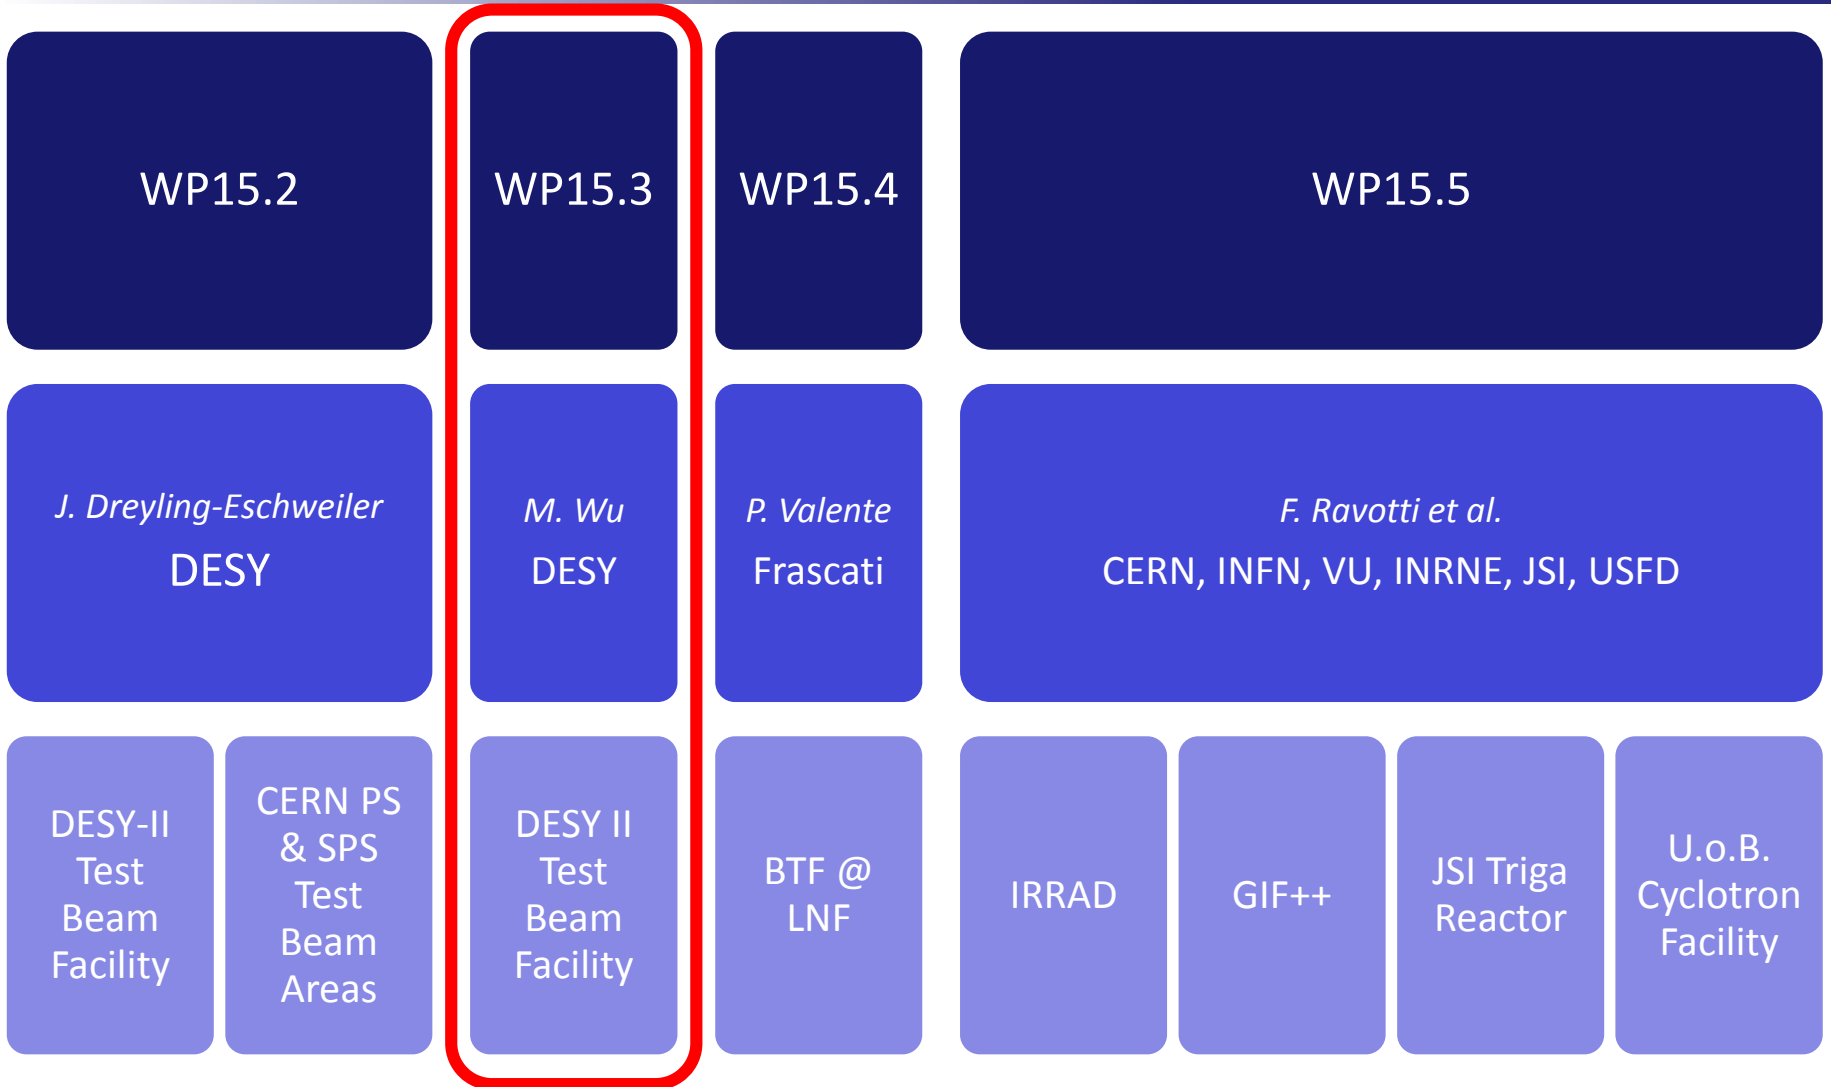 WP15.2
WP15.3
WP15.4
WP15.5
J. Dreyling-Eschweiler
DESY
M. Wu
DESY
P. Valente
Frascati
F. Ravotti et al.
CERN, INFN, VU, INRNE, JSI, USFD
DESY-II
Test
Beam
Facility
CERN PS
& SPS
Test
Beam
Areas
DESY II
Test
Beam
Facility
BTF @
LNF
IRRAD
GIF++
JSI Triga
Reactor
U.o.B.
Cyclotron
Facility